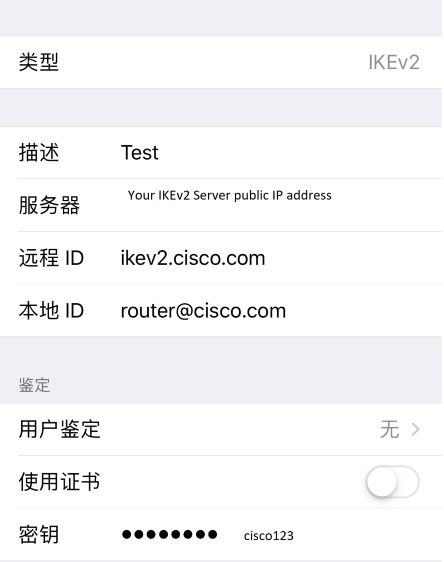 类型 IKEv2
描述 Test
服务器 Your IKEv2 Server public IP address
远程 ID ikev2.cisco.com
本地 ID router@cisco.com
鉴定
用户鉴定 无
使用证书
密钥 ●●●●●●●● cisco123